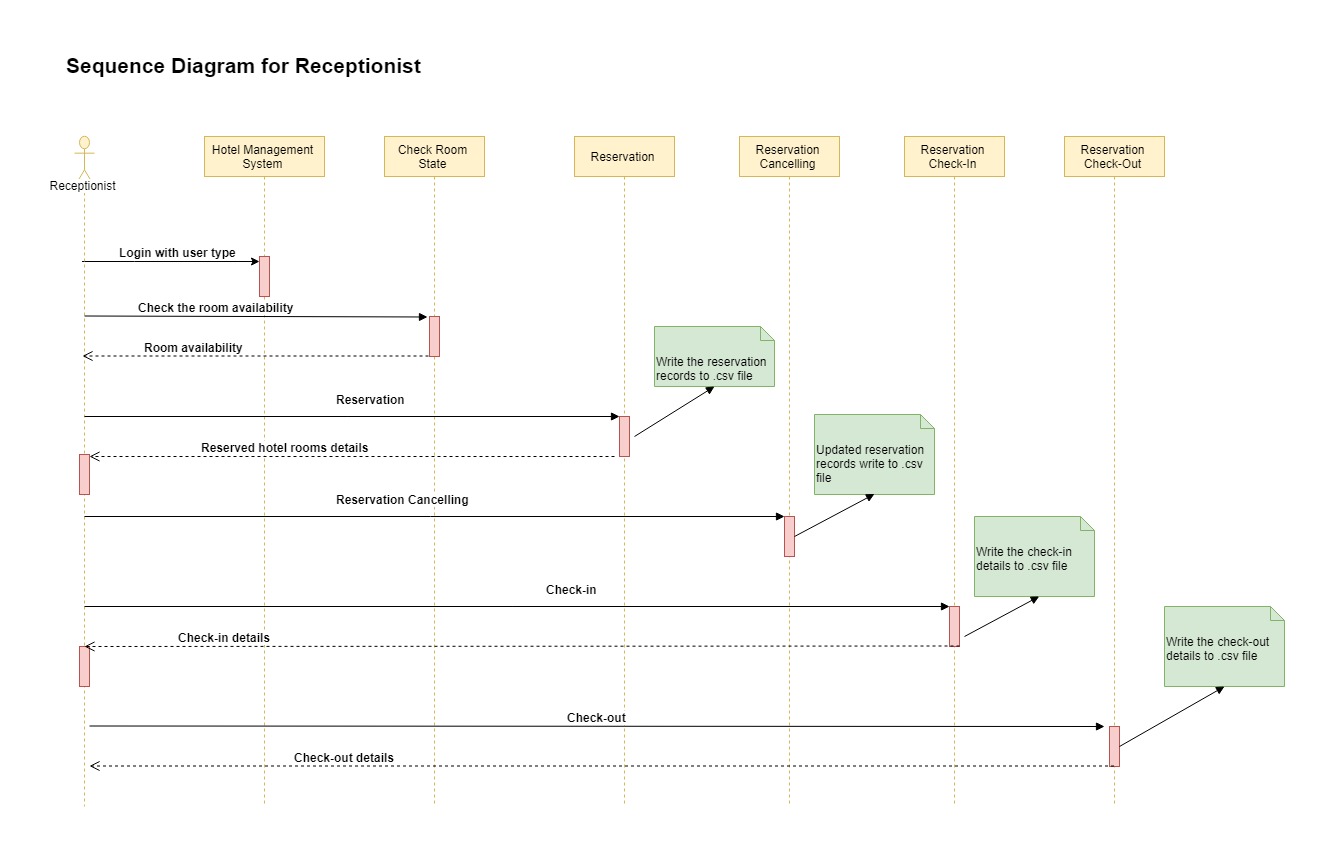 Sequence Diagram for Receptionist
Receptionist
Hotel Management
System
Check Room
State
Reservation
Reservation
Cancelling
Reservation
Check-In
Reservation
Check-Out
Login with user type
Check the room availability
Room availability
Write the reservation
records to .csv file
Reservation
Reserved hotel rooms details
Updated reservation
records write to .csv
file
Reservation Cancelling
Write the check-in
details to .csv file
Check-in
Check-in details
Write the check-out
details to .csv file
Check-out
Check-out details